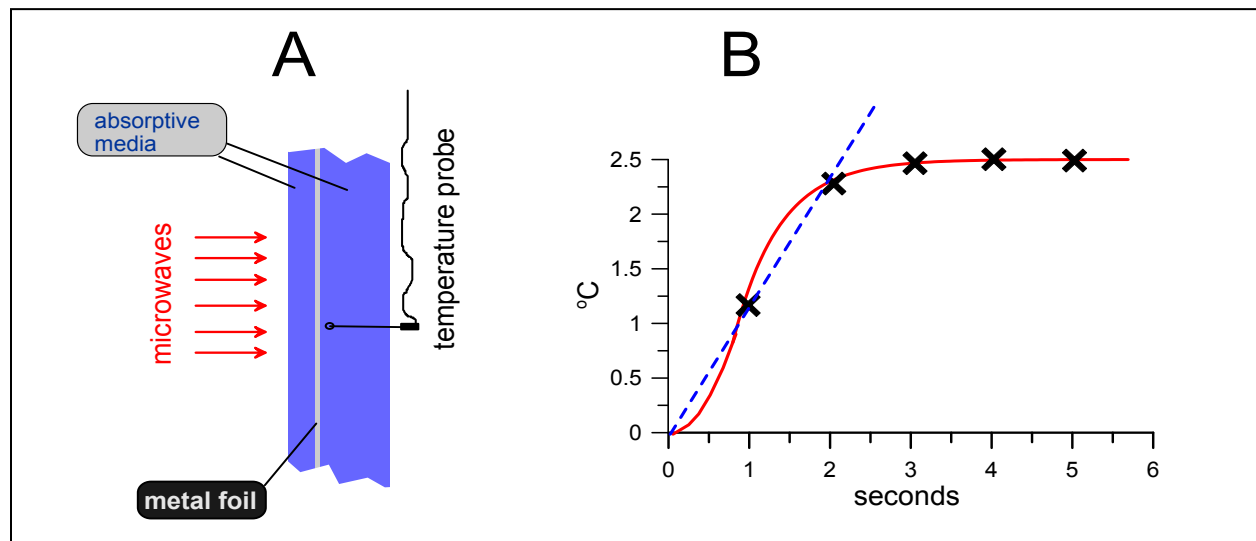 A
absorptive
media
microwaves
temperature probe
metal foil
B
2.5
2
1.5
1
0.5
0
ºC
0 1 2 3 4 5 6
seconds